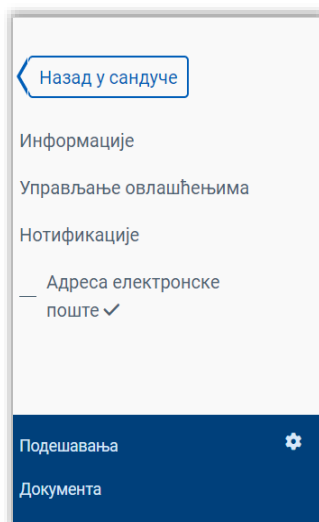 Назад у сандуче
Информације
Управљање овлашћењима
Нотификације
Адреса електронске
поште
Подешавања
Документа